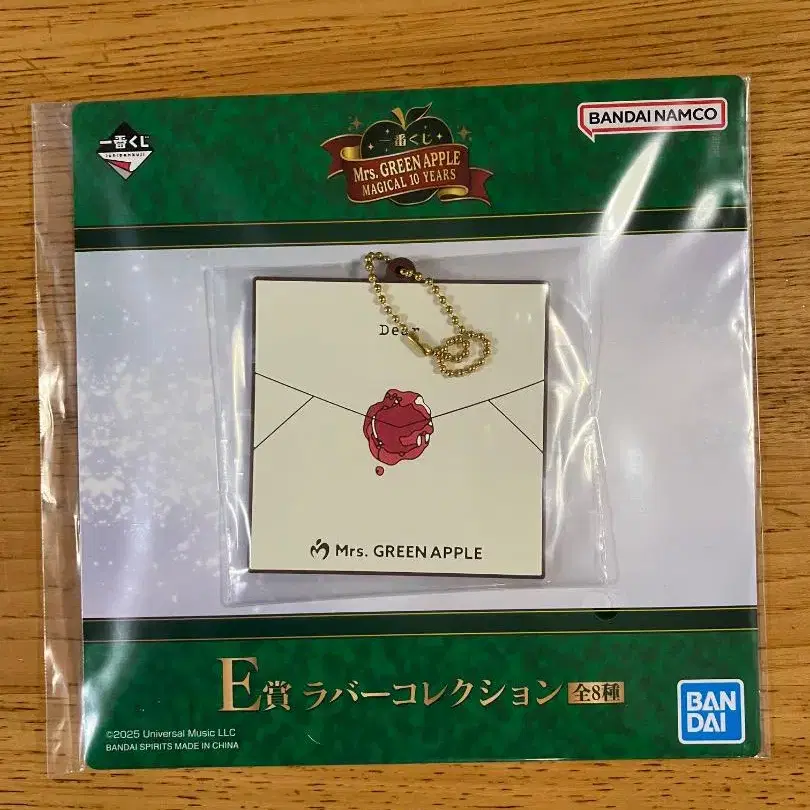 一番くじ
ichibankuji
一番くじ
Mrs. GREEN APPLE
MAGICAL 10 YEARS
BANDAI NAMCO
Dear
Mrs. GREEN APPLE
E賞 ラバーコレクション 全8種
©2025 Universal Music LLC
BANDAI SPIRITS MADE IN CHINA
BAN
DAI